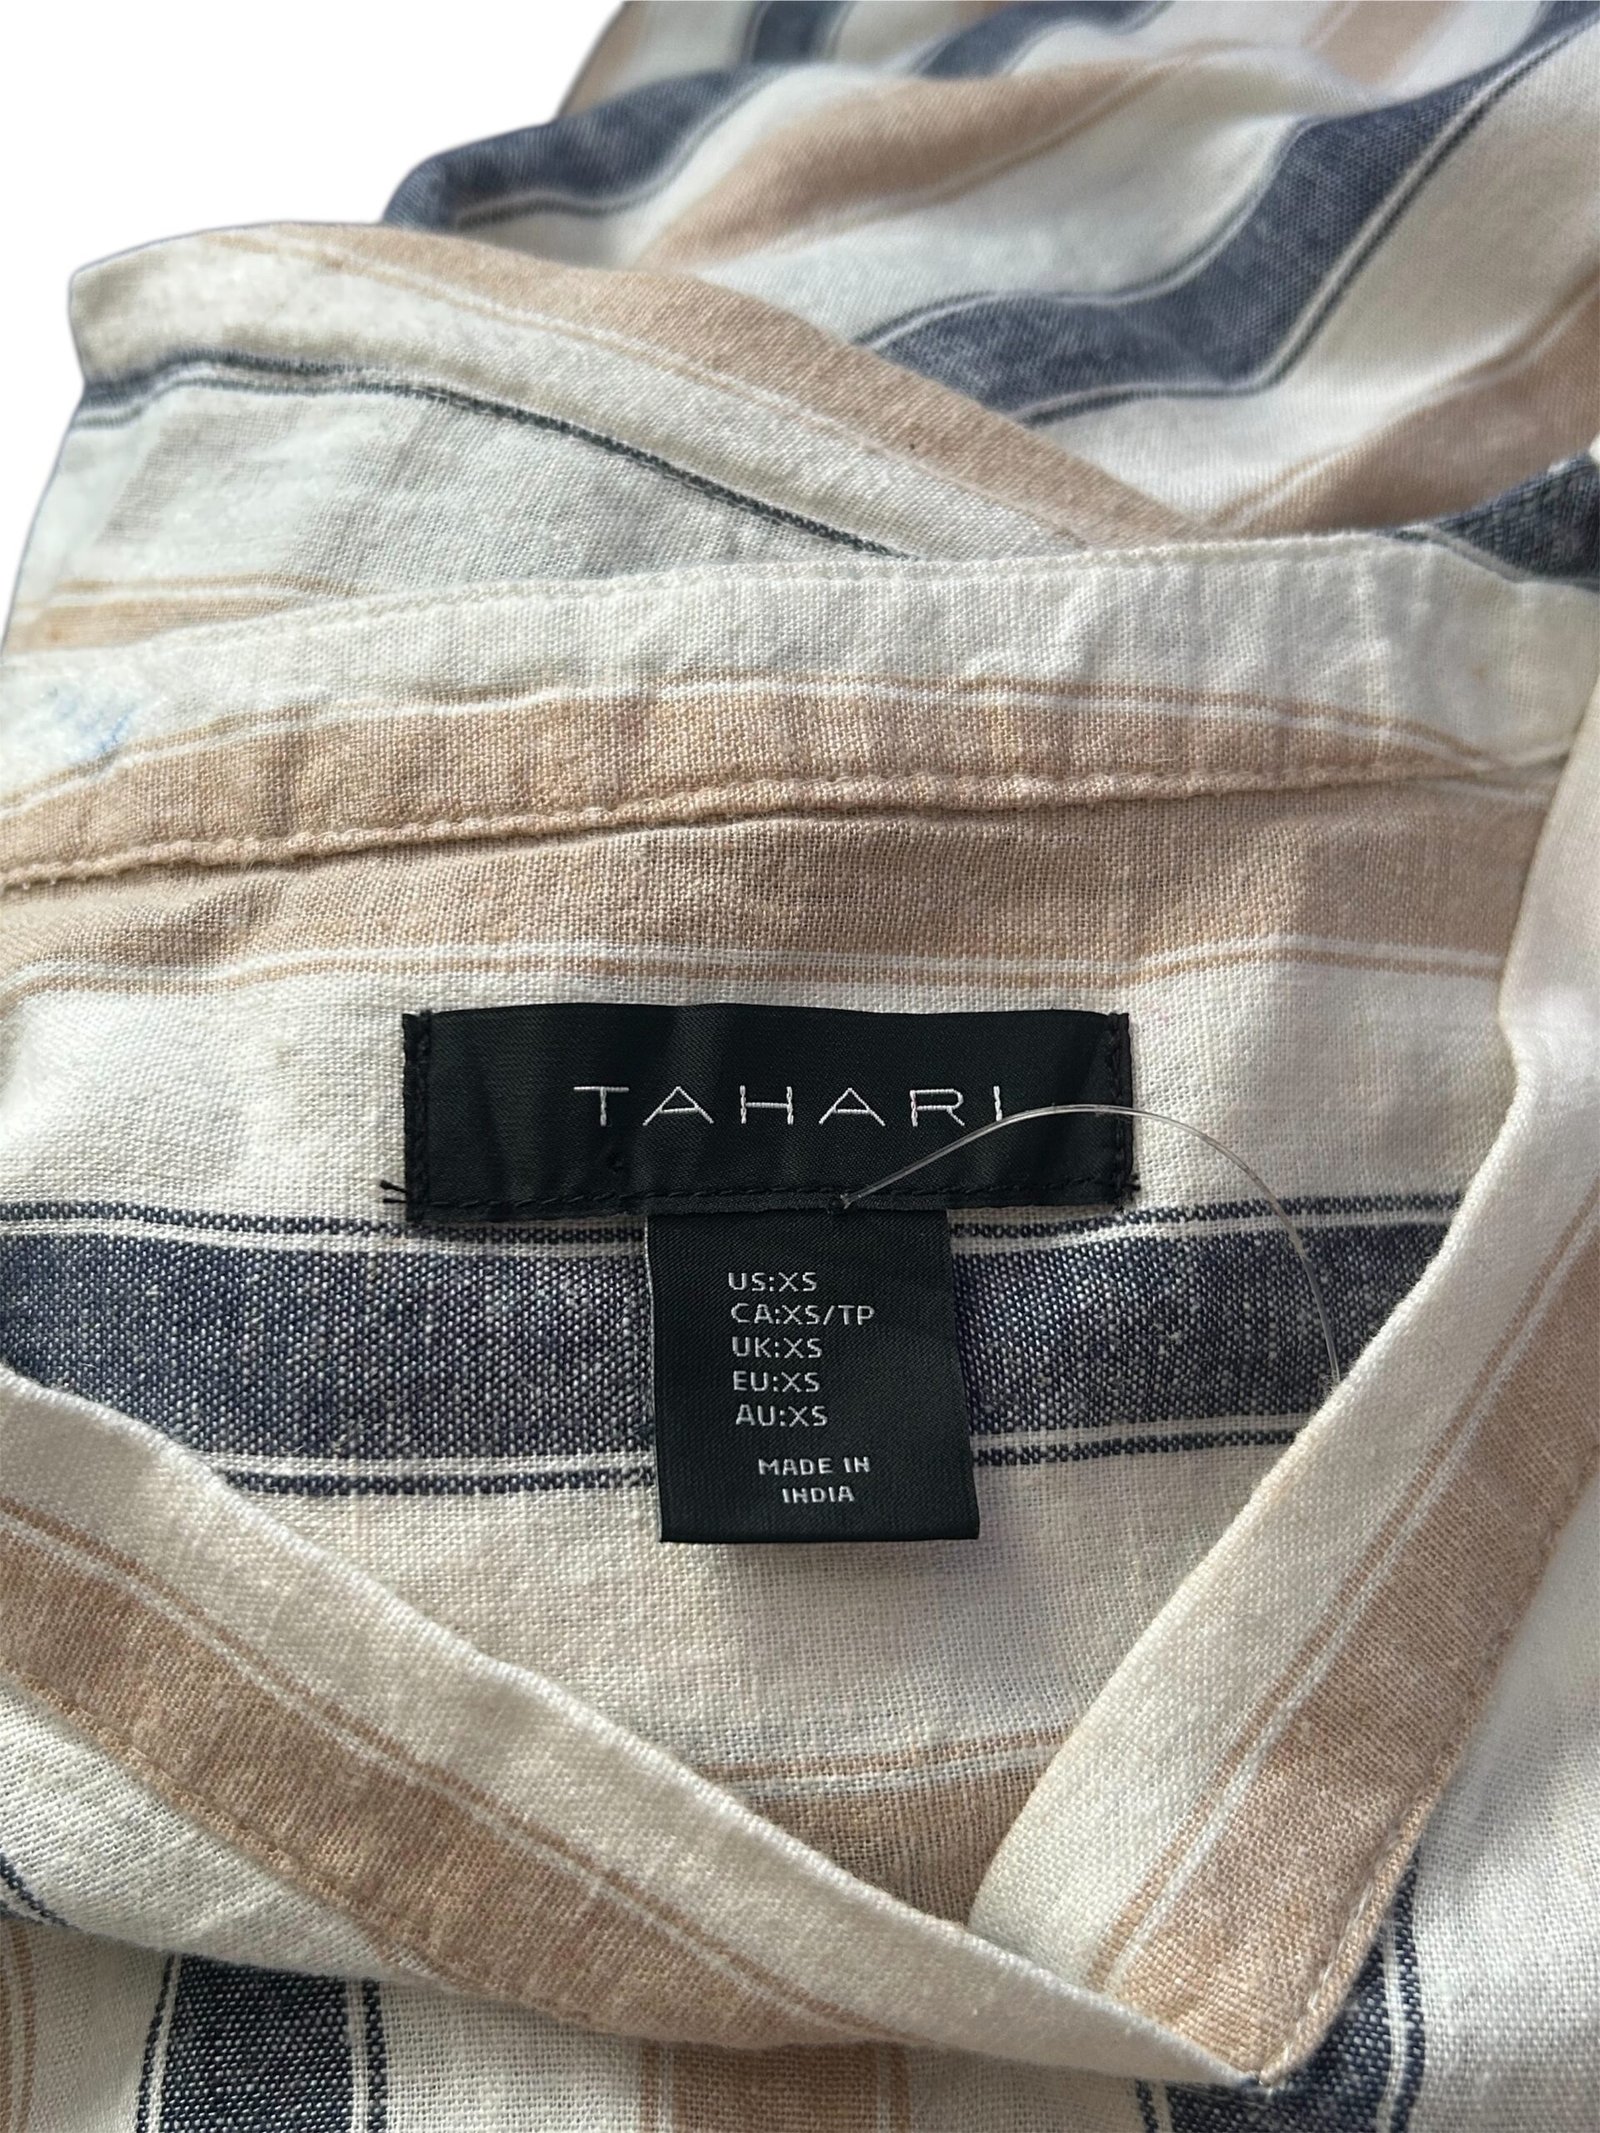 TAHARI
US:XS
CA:XS/TP
UK:XS
EU:XS
AU:XS
MADE IN
INDIA